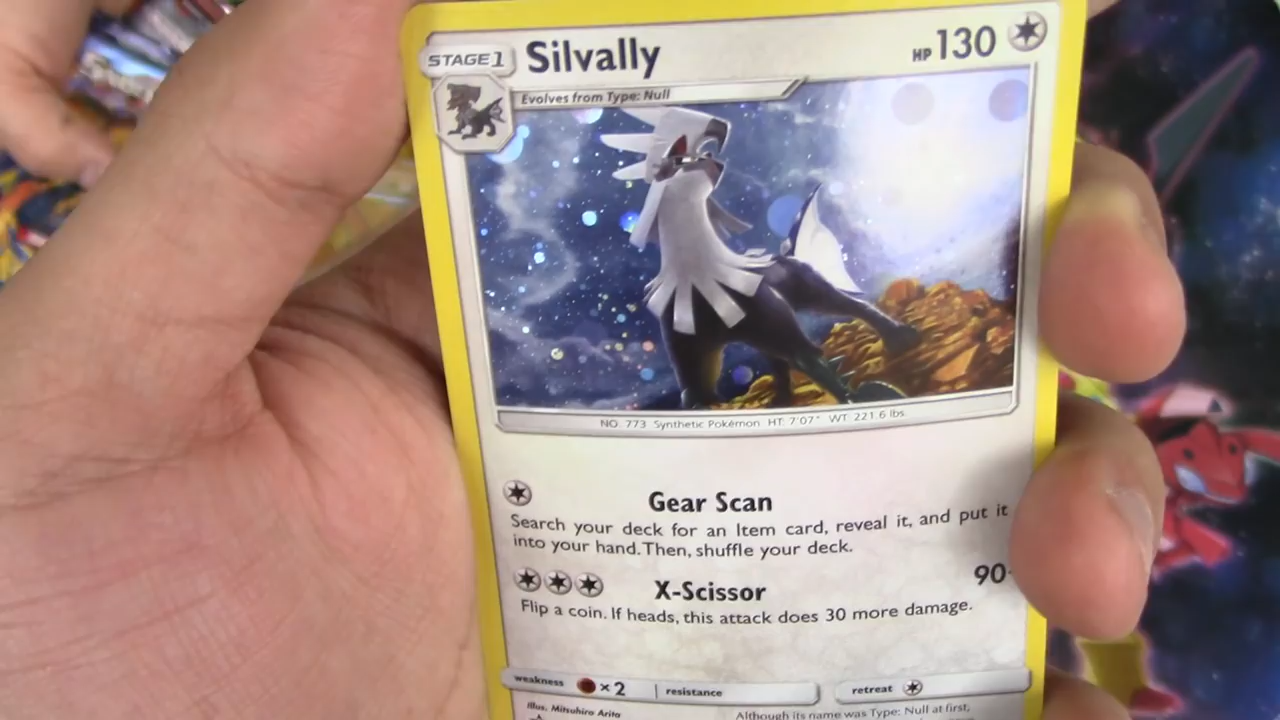 STAGE1 Silvally HP 130
Evolves from Type: Null
NO. 773 Synthetic Pokémon HT: 7'07" WT: 221.6 lbs.
Gear Scan
Search your deck for an Item card, reveal it, and put it
into your hand. Then, shuffle your deck.
X-Scissor 90
Flip a coin. If heads, this attack does 30 more damage.
weakness ×2 resistance retreat
Illus. Mitsuhiro Arita
Although its name was Type: Null at first,